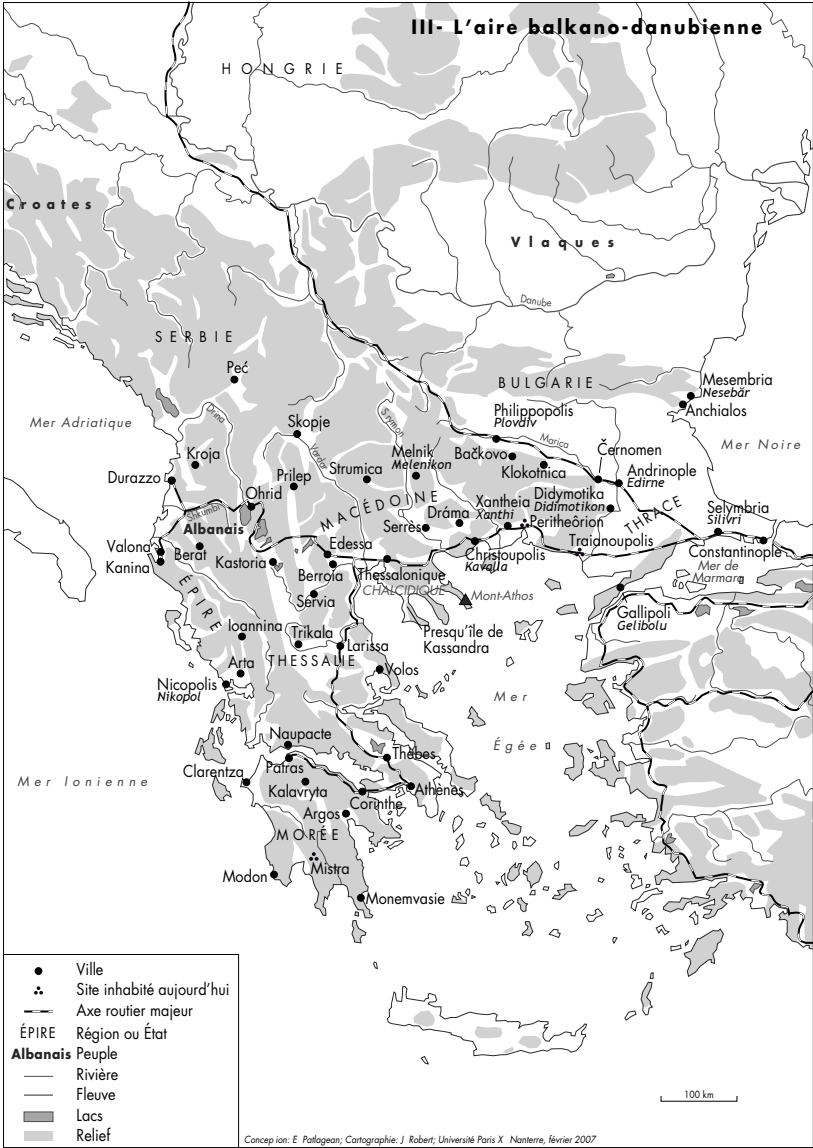 III- L'aire balkano-danubienne
HONGRIE
Croates
Vlaques
Danube
SERBIE
Peć
BULGARIE
Mesembria
Nesebăr
Anchialos
Mer Adriatique
Drina
Skopje
Strymon
Philippopolis
Plovdiv
Marica
Mer Noire
Kroja
Vardar
Melnik
Melenikon
Bačkovo
Černomen
Durazzo
Prilep
Strumica
Klokotnica
Andrinople
Edirne
Ohrid
Shkumbi
MACÉDOINE
Didymotika
Didimotikon
Xantheia
Xanthi
THRACE
Selymbria
Silivri
Albanais
Serrès
Dráma
Peritheôrion
Valona
Berat
Edessa
Traianoupolis
Constantinople
Kanina
Kastoria
Berroia
Thessalonique
Christoupolis
Kavalla
Mer de
Marmara
CHALCIDIQUE
ÉPIRE
Servia
Mont-Athos
Gallipoli
Gelibolu
Ioannina
Trikala
Larissa
Presqu'île de
Kassandra
THESSALIE
Arta
Volos
Nicopolis
Nikopol
Mer
Égée
Naupacte
Thèbes
Mer Ionienne
Clarentza
Patras
Kalavryta
Corinthe
Athènes
Argos
MORÉE
Mistra
Modon
Monemvasie
Ville
Site inhabité aujourd'hui
Axe routier majeur
ÉPIRE Région ou État
Albanais Peuple
Rivière
Fleuve
Lacs
Relief
100 km
Concep ion: E Patlagean; Cartographie: J Robert; Université Paris X Nanterre, février 2007